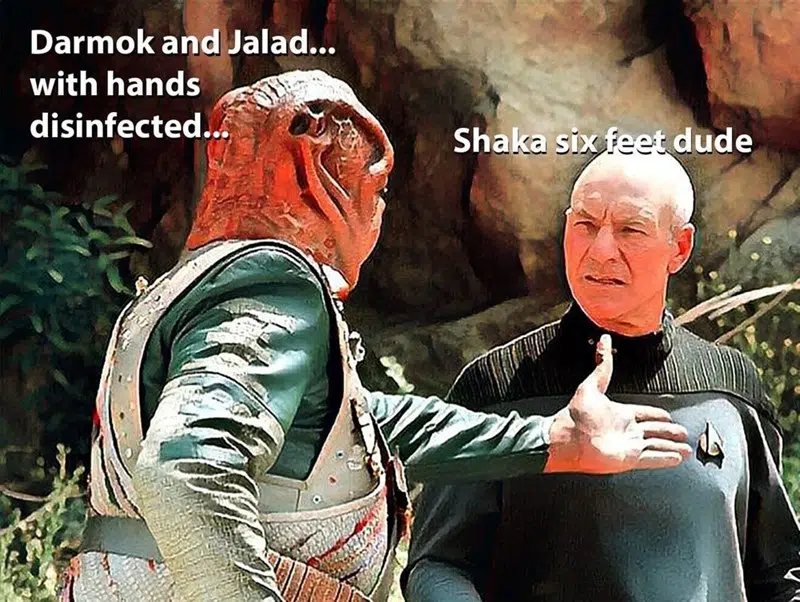 Darmok and Jalad...
with hands
disinfected...
Shaka six feet dude